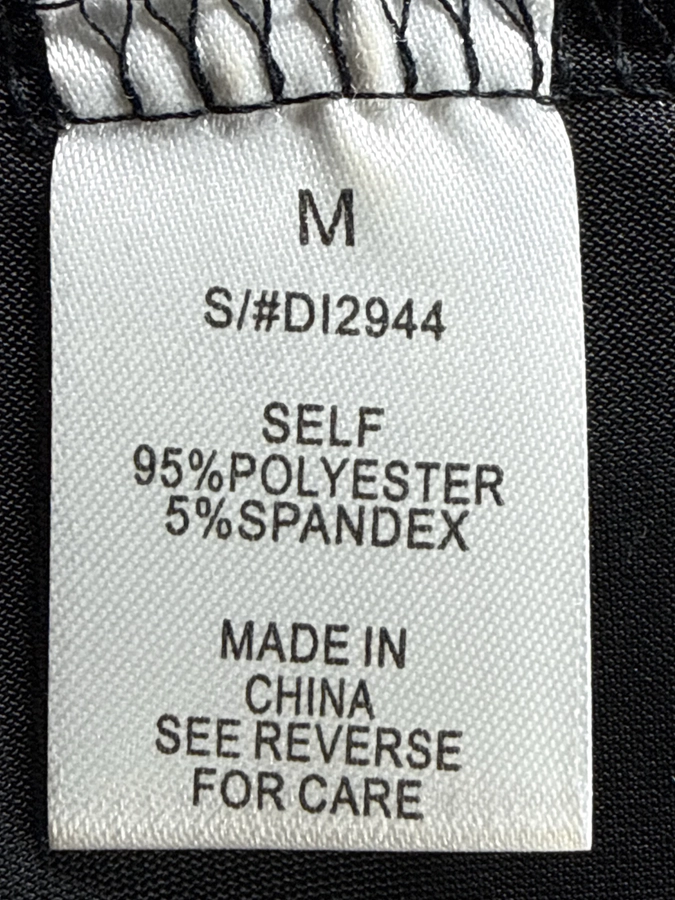 M
S/#DI2944
SELF
95%POLYESTER
5%SPANDEX
MADE IN
CHINA
SEE REVERSE
FOR CARE